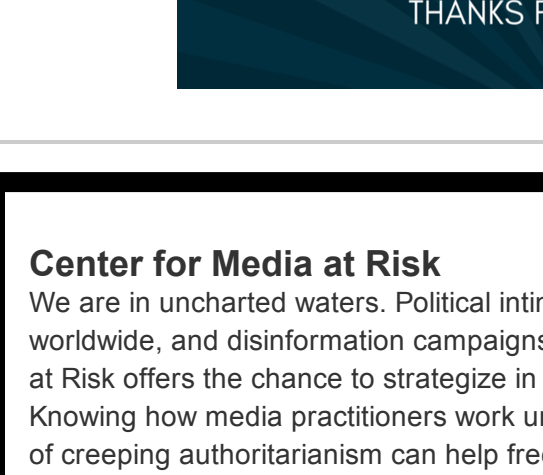 THANKS
Center for Media at Risk
We are in uncharted waters. Political
worldwide, and disinformation campaigns
at Risk offers the chance to strategize in
Knowing how media practitioners work
of creeping authoritarianism can help